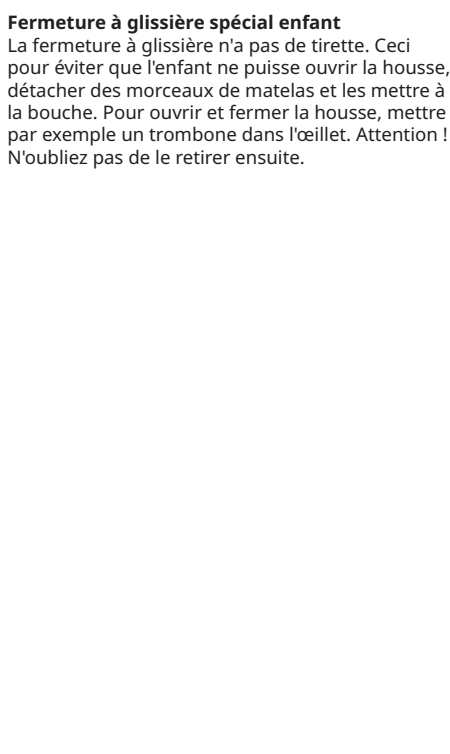 Fermeture à glissière spécial enfant
La fermeture à glissière n'a pas de tirette. Ceci
pour éviter que l'enfant ne puisse ouvrir la housse,
détacher des morceaux de matelas et les mettre à
la bouche. Pour ouvrir et fermer la housse, mettre
par exemple un trombone dans l'œillet. Attention !
N'oubliez pas de le retirer ensuite.